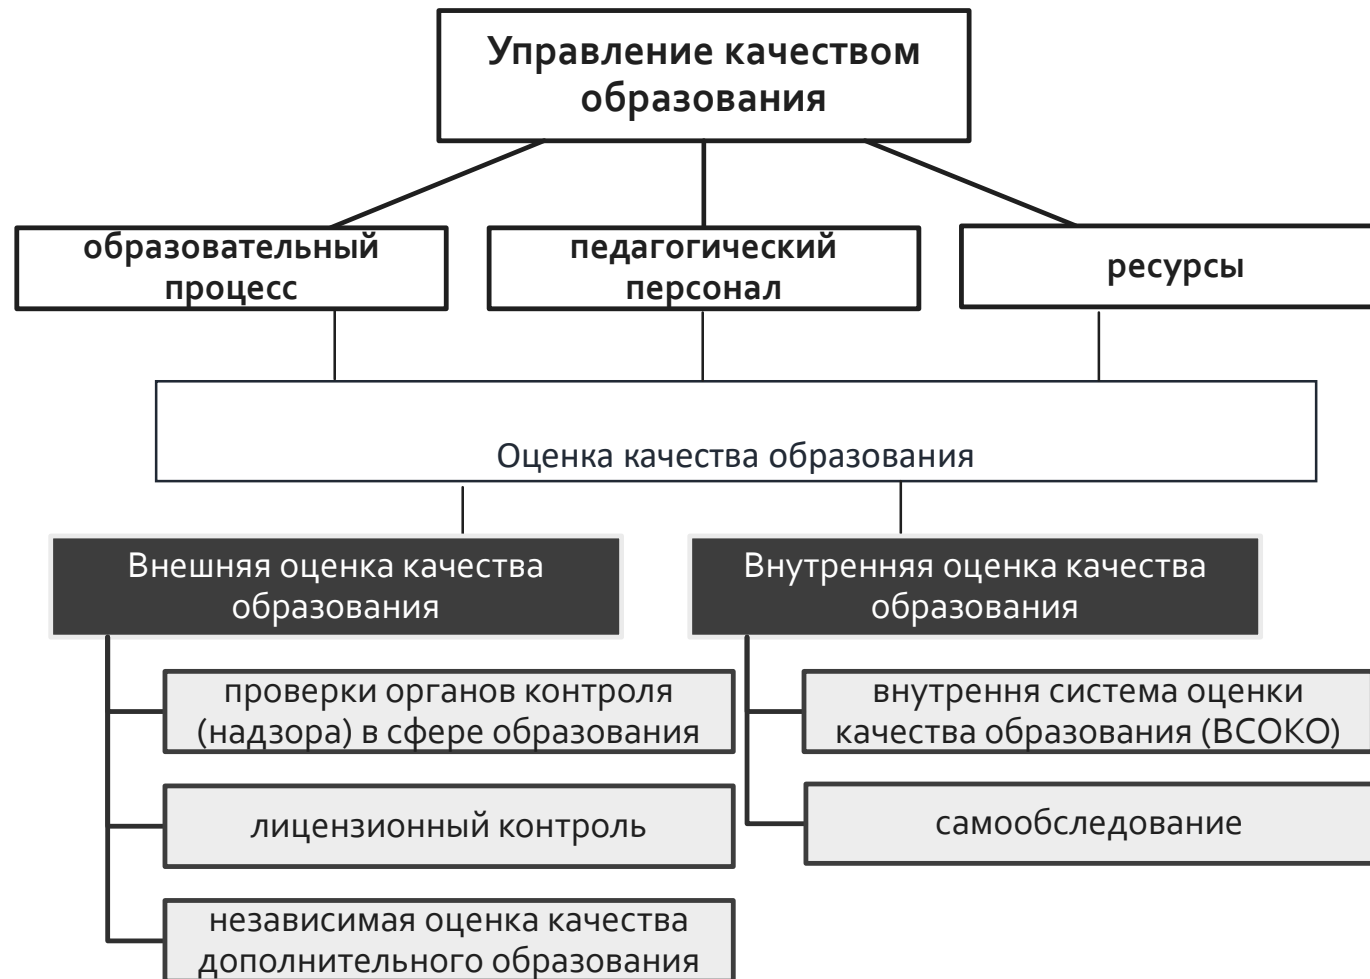 Управление качеством
образования
образовательный
процесс
педагогический
персонал
ресурсы
Оценка качества образования
Внешняя оценка качества
образования
Внутренняя оценка качества
образования
проверки органов контроля
(надзора) в сфере образования
внутрення система оценки
качества образования (ВСОКО)
лицензионный контроль
самообследование
независимая оценка качества
дополнительного образования